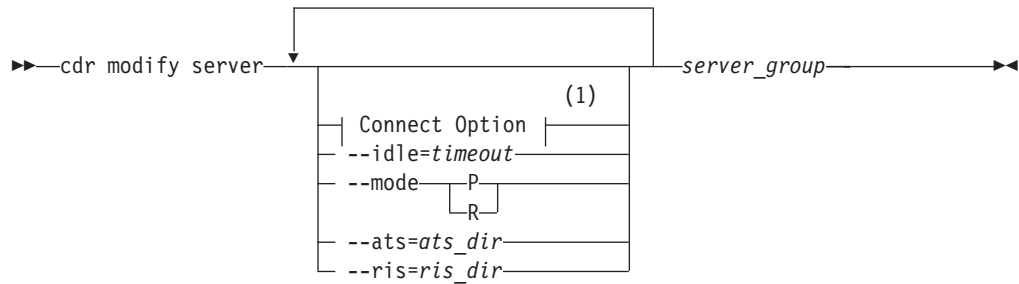 cdr modify server server_group
(1)
Connect Option
--idle=timeout
--mode P
R
--ats=ats_dir
--ris=ris_dir